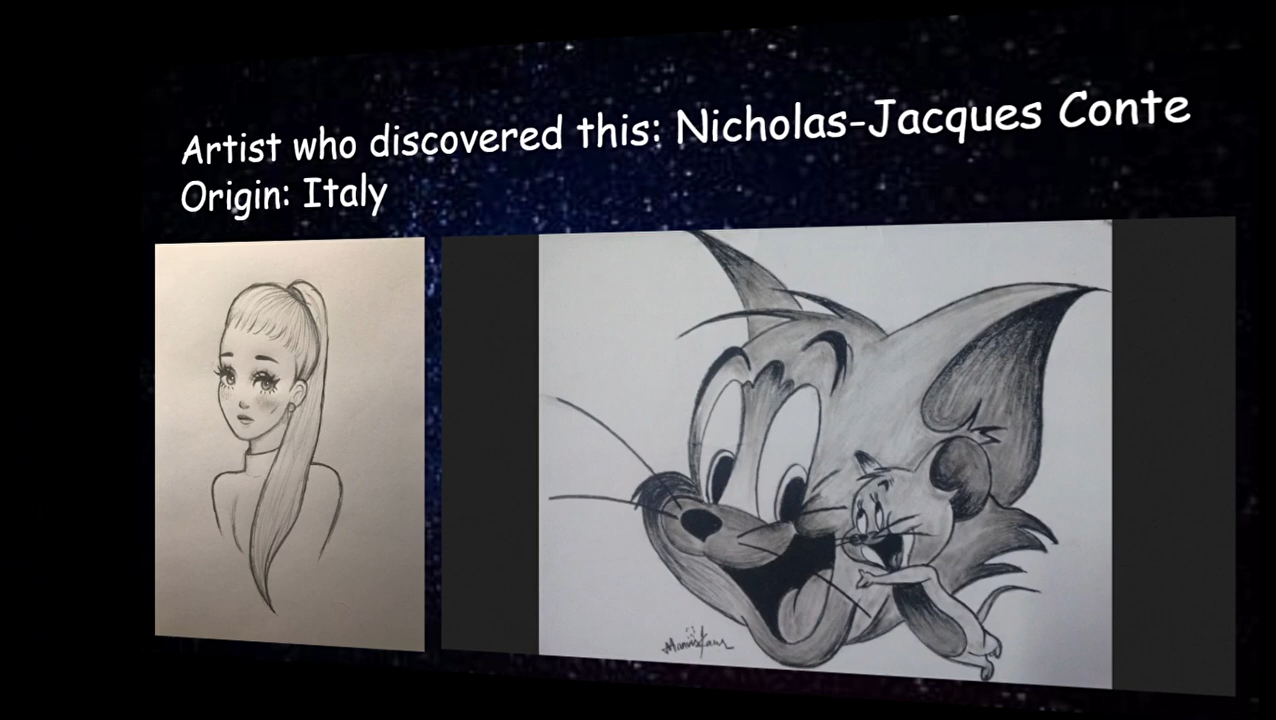 Artist who discovered this: Nicholas-Jacques Conte
Origin: Italy